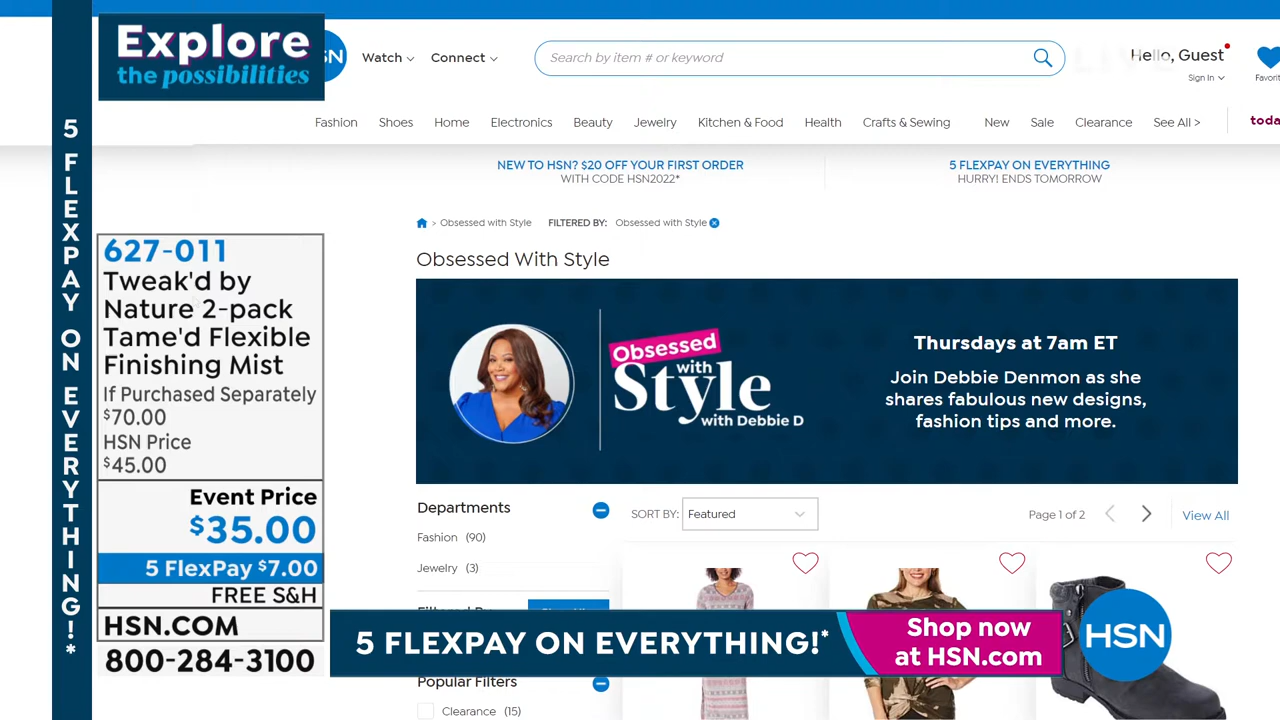 Explore
the possibilities
5 FLEXPAY ON EVERYTHING!*
Watch
Connect
Search by item # or keyword
LIVE
Hello, Guest
Sign In
Fashion
Shoes
Home
Electronics
Beauty
Jewelry
Kitchen & Food
Health
Crafts & Sewing
New
Sale
Clearance
See All >
NEW TO HSN? $20 OFF YOUR FIRST ORDER
WITH CODE HSN2022*
5 FLEXPAY ON EVERYTHING
HURRY! ENDS TOMORROW
> Obsessed with Style
FILTERED BY: Obsessed with Style
Obsessed With Style
627-011
Tweak'd by
Nature 2-pack
Tame'd Flexible
Finishing Mist
If Purchased Separately
$70.00
HSN Price
$45.00
Event Price
$35.00
5 FlexPay $7.00
FREE S&H
HSN.COM
800-284-3100
Obsessed
with
Style
with Debbie D
Thursdays at 7am ET
Join Debbie Denmon as she
shares fabulous new designs,
fashion tips and more.
Departments
Fashion (90)
Jewelry (3)
SORT BY: Featured
Page 1 of 2
View All
5 FLEXPAY ON EVERYTHING!*
Shop now
at HSN.com
HSN
Popular Filters
Clearance (15)